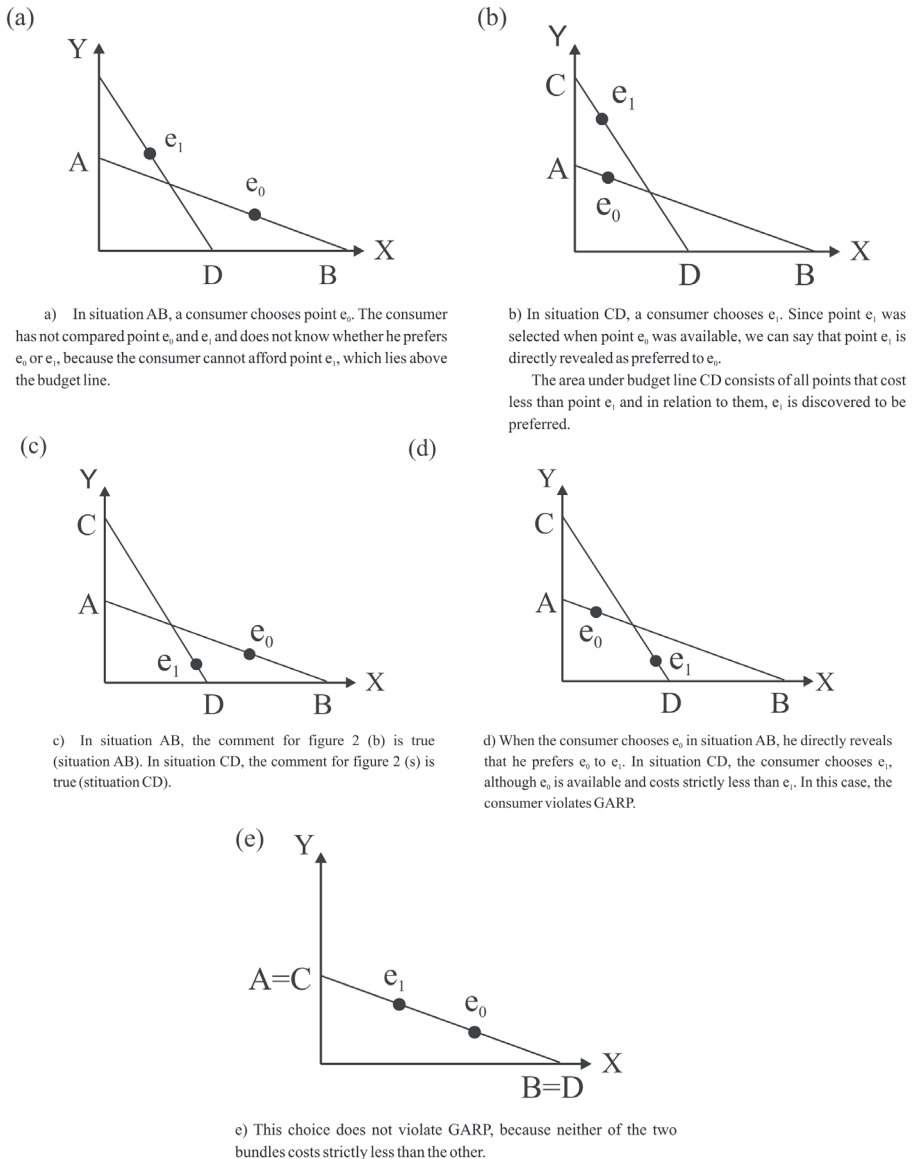 (a)
Y
A
e₁
e₀
X
D
B
a) In situation AB, a consumer chooses point e₀. The consumer
has not compared point e₀ and e₁ and does not know whether he prefers
e₀ or e₁, because the consumer cannot afford point e₁, which lies above
the budget line.
(b)
Y
C
e₁
A
e₀
X
D
B
b) In situation CD, a consumer chooses e₁. Since point e₁ was
selected when point e₀ was available, we can say that point e₁ is
directly revealed as preferred to e₀.
The area under budget line CD consists of all points that cost
less than point e₁ and in relation to them, e₁ is discovered to be
preferred.
(c)
Y
C
A
e₀
e₁
X
D
B
c) In situation AB, the comment for figure 2 (b) is true
(situation AB). In situation CD, the comment for figure 2 (s) is
true (stituation CD).
(d)
Y
C
A
e₀
e₁
X
D
B
d) When the consumer chooses e₀ in situation AB, he directly reveals
that he prefers e₀ to e₁. In situation CD, the consumer chooses e₁,
although e₀ is available and costs strictly less than e₁. In this case, the
consumer violates GARP.
(e)
Y
A=C
e₁
e₀
X
B=D
e) This choice does not violate GARP, because neither of the two
bundles costs strictly less than the other.